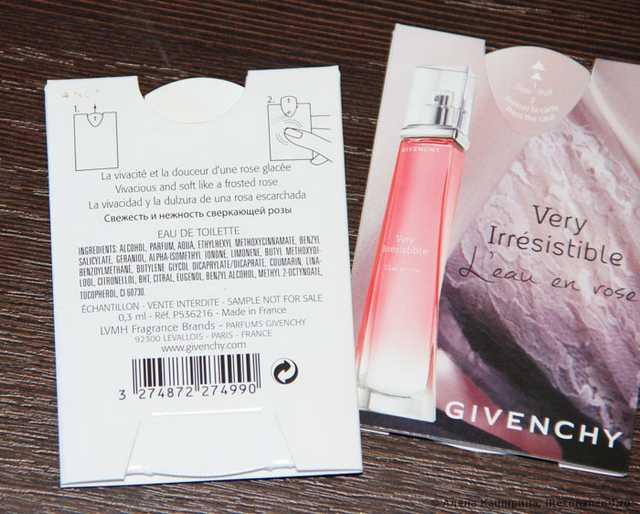 1.
2.
La vivacité et la douceur d'une rose glacée
Vivacious and soft like a frosted rose
La vivacidad y la dulzura de una rosa escarchada
Свежесть и нежность сверкающей розы
EAU DE TOILETTE
INGREDIENTS: ALCOHOL, PARFUM, AQUA, ETHYLHEXYL METHOXYCINNAMATE, BENZYL
SALICYLATE, GERANIOL, ALPHA-ISOMETHYL IONONE, LIMONENE, BUTYL METHOXYDI-
BENZOYLMETHANE, BUTYLENE GLYCOL DICAPRYLATE/DICAPRATE, COUMARIN, LINA-
LOOL, CITRONELLOL, BHT, CITRAL, EUGENOL, BENZYL ALCOHOL, METHYL 2-OCTYNOATE,
TOCOPHEROL, CI 60730.
ÉCHANTILLON - VENTE INTERDITE - SAMPLE NOT FOR SALE
0,3 ml - Réf. P536216 - Made in France
LVMH Fragrance Brands - PARFUMS GIVENCHY
92300 LEVALLOIS - PARIS - FRANCE
www.givenchy.com
3 274872 274990
GIVENCHY
Very
Irrésistible
Very
Irrésistible
L'eau en rose
GIVENCHY